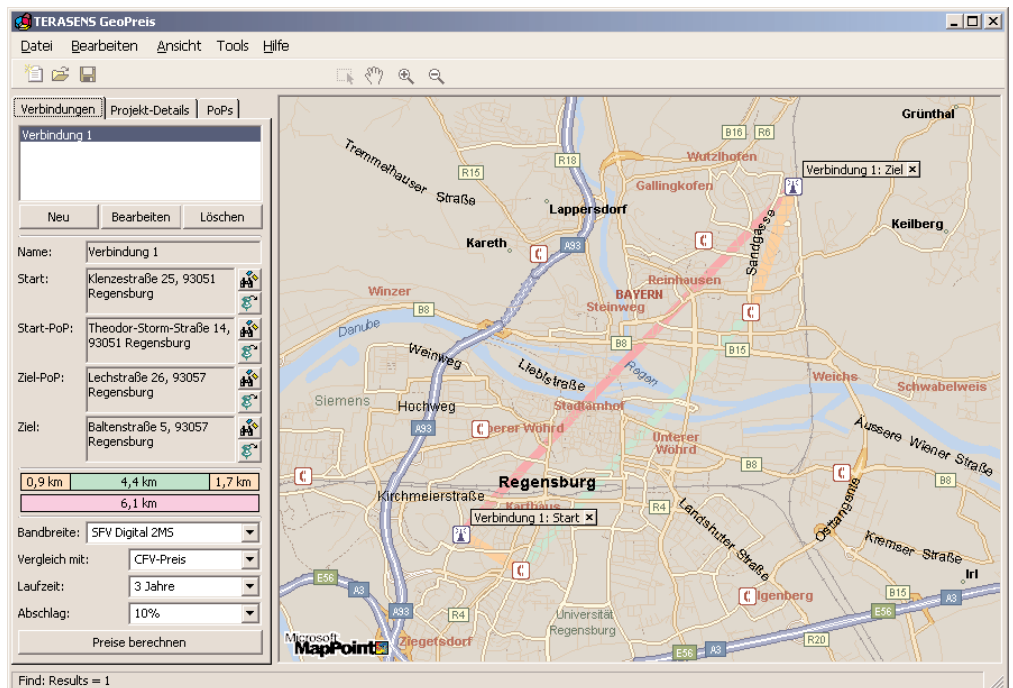 TERASENS GeoPreis
Datei Bearbeiten Ansicht Tools Hilfe
Verbindungen Projekt-Details PoPs
Verbindung 1
Neu Bearbeiten Löschen
Name: Verbindung 1
Start: Klenzestraße 25, 93051
Regensburg
Start-PoP: Theodor-Storm-Straße 14,
93051 Regensburg
Ziel-PoP: Lechstraße 26, 93057
Regensburg
Ziel: Baltenstraße 5, 93057
Regensburg
0,9 km 4,4 km 1,7 km
6,1 km
Bandbreite: SFV Digital 2MS
Vergleich mit: CFV-Preis
Laufzeit: 3 Jahre
Abschlag: 10%
Preise berechnen
Find: Results = 1
Grünthal
B16 R6
Wutzlhofen
Tremmelhauser Straße
R18
R15
Verbindung 1: Ziel
Gallingkofen
Lappersdorf
Keilberg
Kareth
A93
Sandgasse
Reinhausen
Winzer
BAYERN
Steinweg
B8
Danube
B8
B15
Weinweg
Lieblstraße
Regen
Weichs
Schwabelweis
Siemens
Hochweg
Stadtamhof
A93
berer Wöhrd
Unterer
Wöhrd
Äussere Wiener Straße
B8
B8
Regensburg
Kirchmeierstraße
Karthaus
R4
Verbindung 1: Start
Landshuter Straße
Osttangente
Kremser Straße
Irl
E56
A3
lgenberg
B15
A3
E56
A93
R4
Universität
Regensburg
R20
Ziegetsdorf
E56 A3
Microsoft
MapPoint